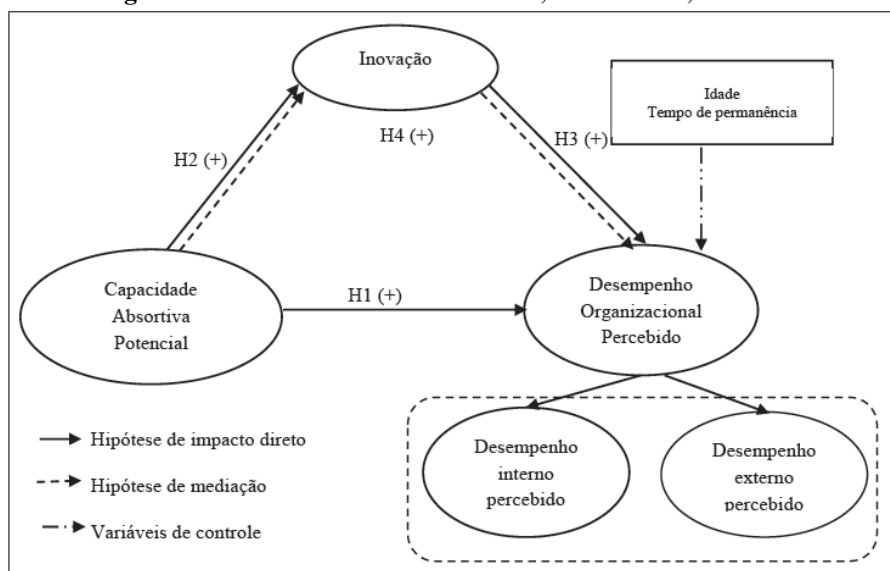 Inovação
Idade
Tempo de permanência
H4 (+)
H3 (+)
H2 (+)
Capacidade
Absortiva
Potencial
H1 (+)
Desempenho
Organizacional
Percebido
Desempenho
interno
percebido
Desempenho
externo
percebido
Hipótese de impacto direto
Hipótese de mediação
Variáveis de controle